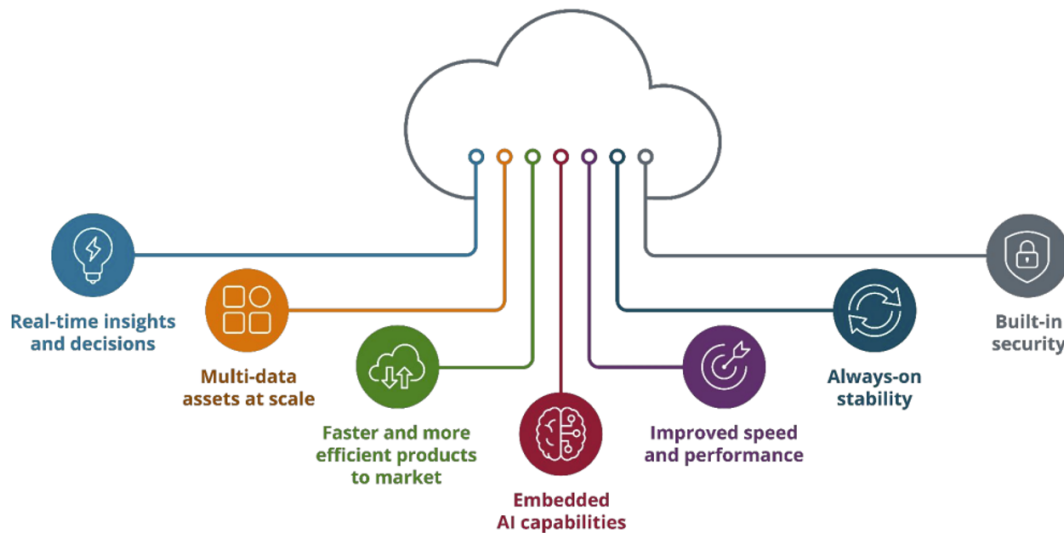 Real-time insights
and decisions
Multi-data
assets at scale
Faster and more
efficient products
to market
Embedded
AI capabilities
Improved speed
and performance
Always-on
stability
Built-in
security